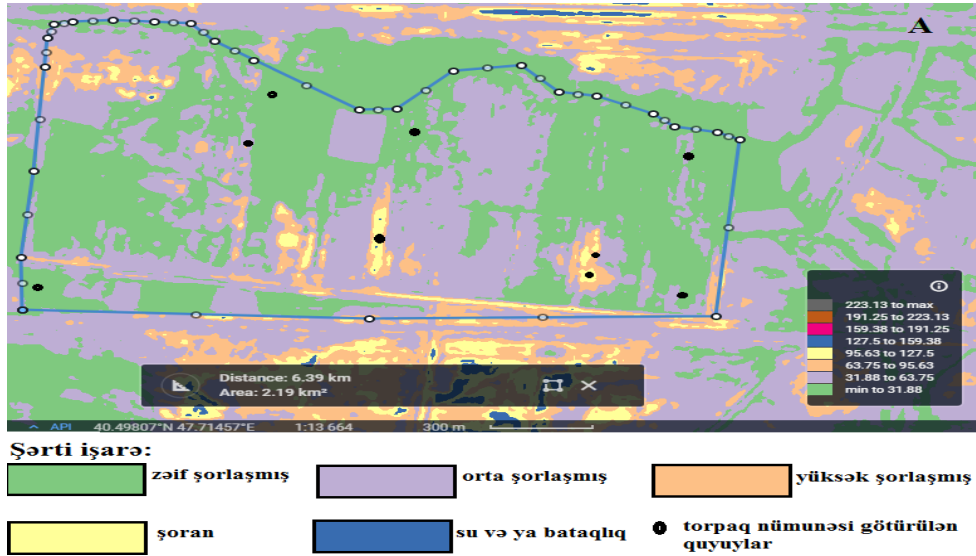 A
223.13 to max
191.25 to 223.13
159.38 to 191.25
127.5 to 159.38
95.63 to 127.5
63.75 to 95.63
31.88 to 63.75
min to 31.88
Distance: 6.39 km
Area: 2.19 km²
API 40.49807°N 47.71457°E 1:13 664 300 m
Şərti işarə:
zəif şorlaşmış
orta şorlaşmış
yüksək şorlaşmış
şoran
su və ya bataqlıq
torpaq nümunəsi götürülən
quyuylar